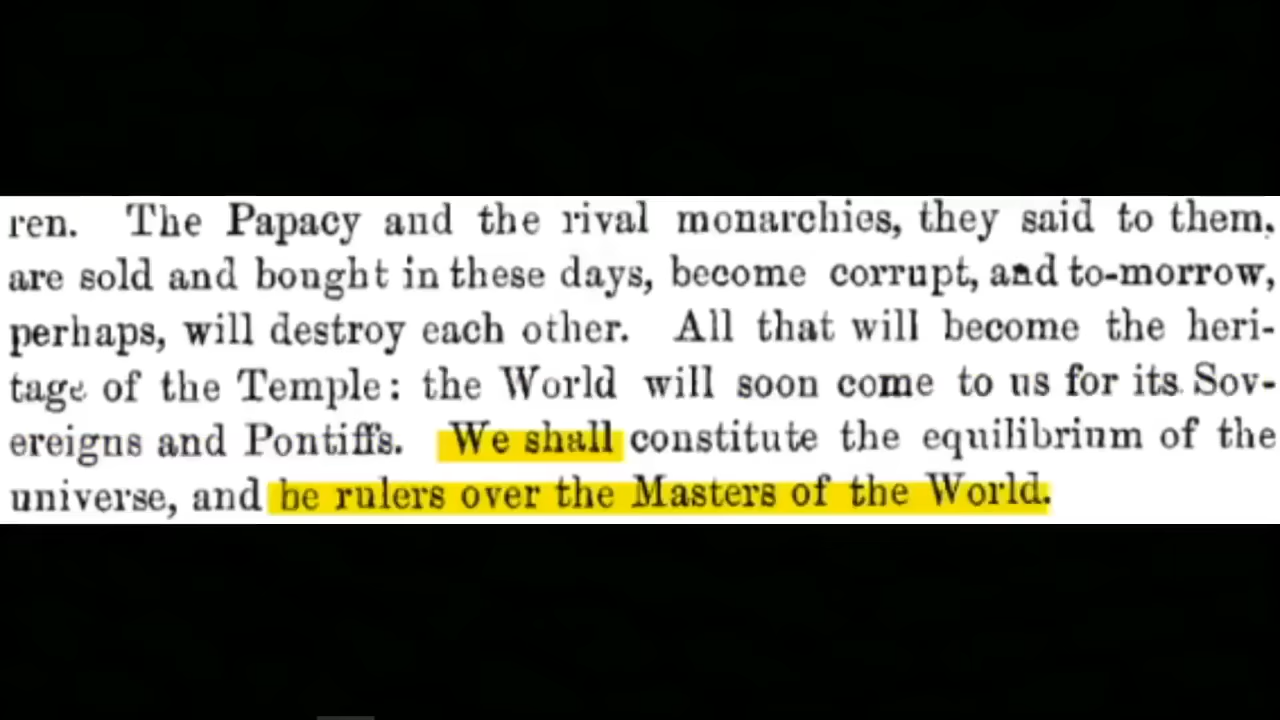 ren. The Papacy and the rival monarchies, they said to them,
are sold and bought in these days, become corrupt, and to-morrow,
perhaps, will destroy each other. All that will become the heri-
tage of the Temple: the World will soon come to us for its Sov-
ereigns and Pontiffs. We shall constitute the equilibrium of the
universe, and be rulers over the Masters of the World.